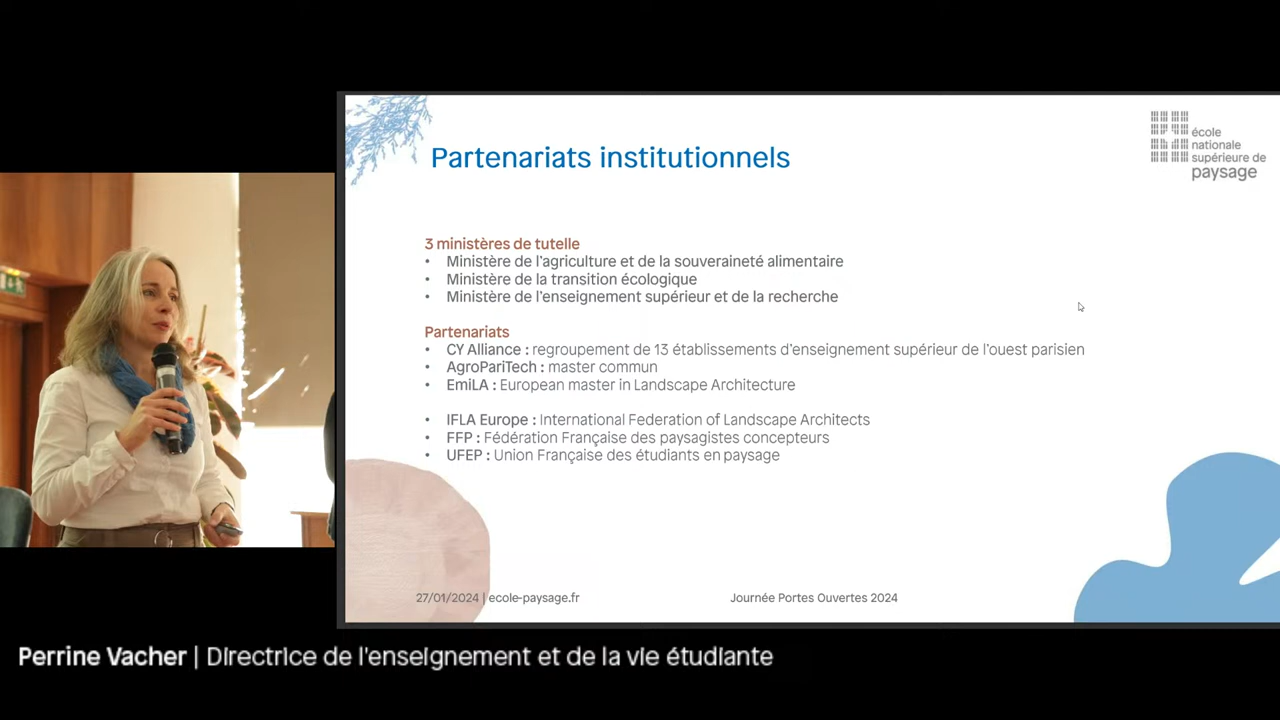 Partenariats institutionnels
école
nationale
supérieure de
paysage
3 ministères de tutelle
• Ministère de l'agriculture et de la souveraineté alimentaire
• Ministère de la transition écologique
• Ministère de l'enseignement supérieur et de la recherche
Partenariats
• CY Alliance : regroupement de 13 établissements d'enseignement supérieur de l'ouest parisien
• AgroPariTech : master commun
• EmiLA : European master in Landscape Architecture
• IFLA Europe : International Federation of Landscape Architects
• FFP : Fédération Française des paysagistes concepteurs
• UFEP : Union Française des étudiants en paysage
27/01/2024 | ecole-paysage.fr
Journée Portes Ouvertes 2024
Perrine Vacher | Directrice de l'enseignement et de la vie étudiante